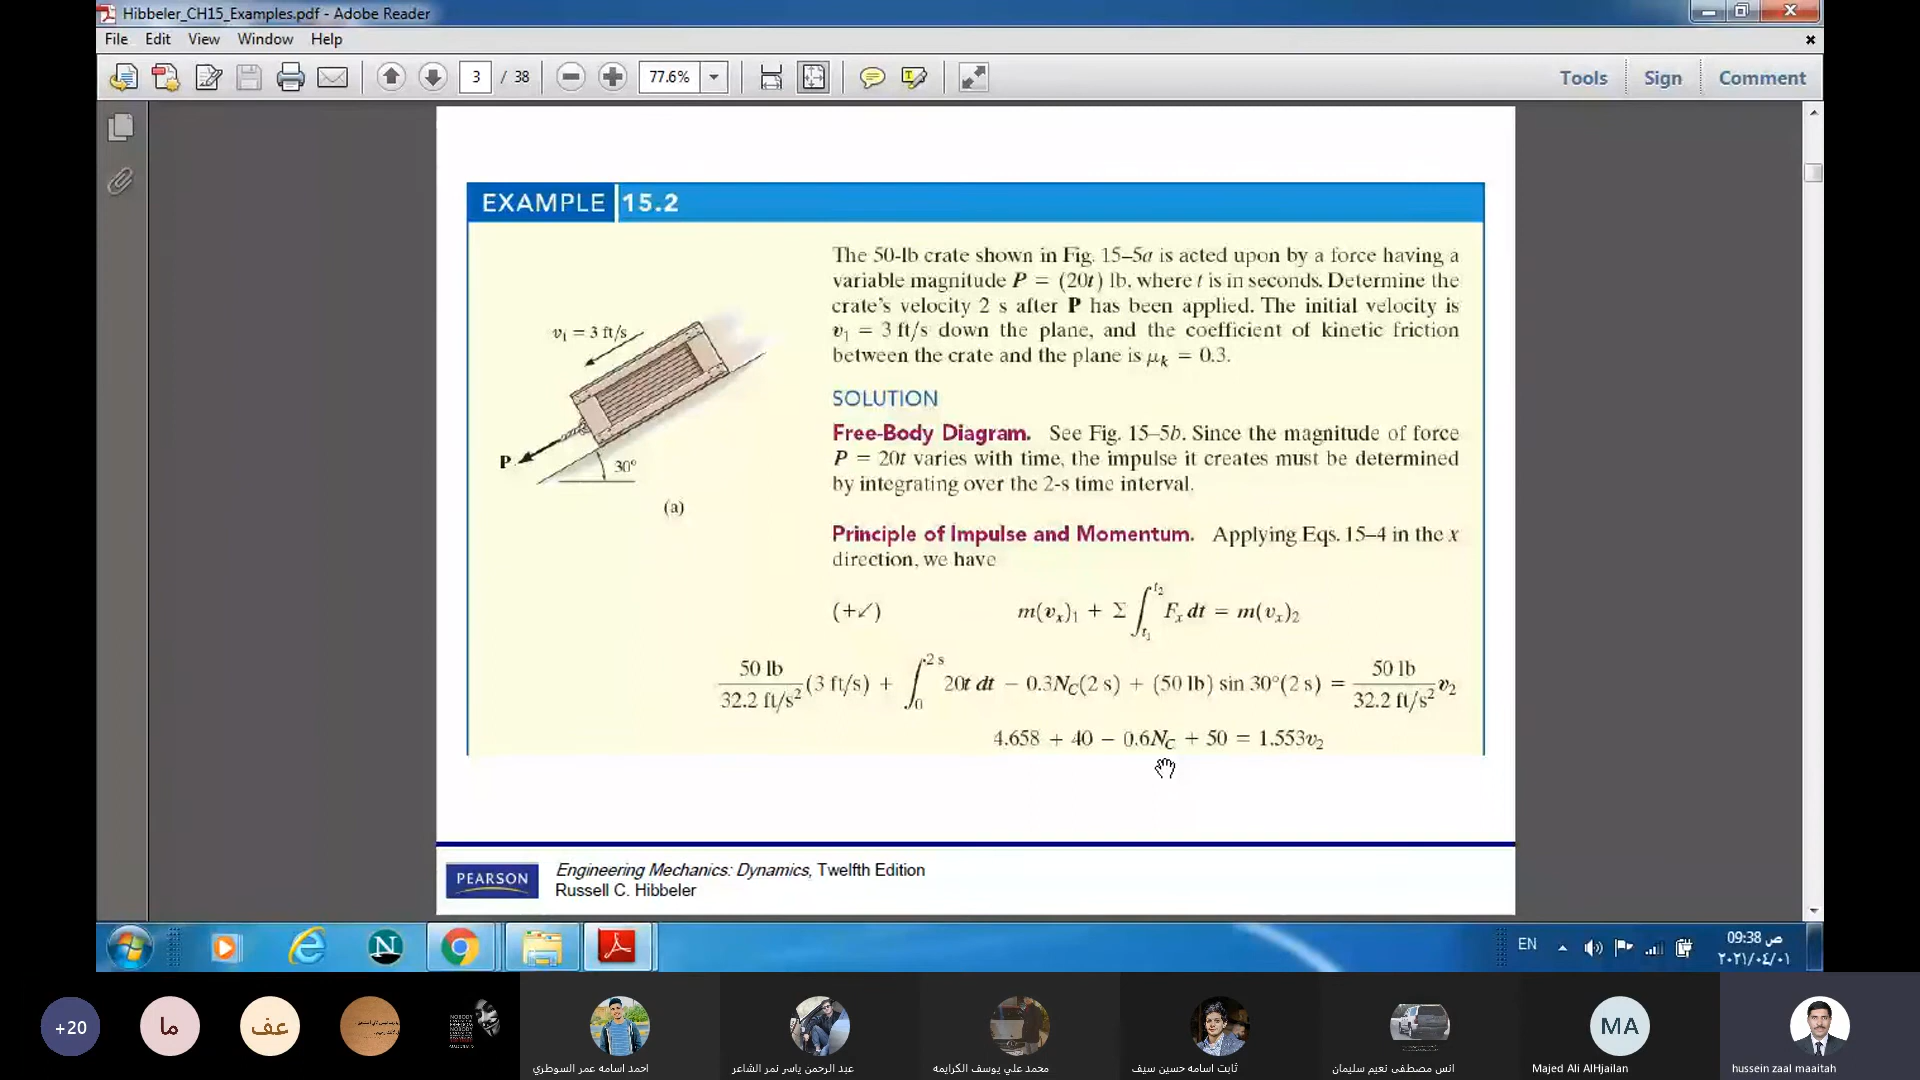 Hibbeler_CH15_Examples.pdf - Adobe Reader
File Edit View Window Help
3 / 38 77.6% Tools Sign Comment
EXAMPLE 15.2
The 50-lb crate shown in Fig. 15–5a is acted upon by a force having a
variable magnitude P = (20t) lb, where t is in seconds. Determine the
crate's velocity 2 s after P has been applied. The initial velocity is
v₁ = 3 ft/s down the plane, and the coefficient of kinetic friction
between the crate and the plane is μₖ = 0.3.
v₁ = 3 ft/s
P
30°
(a)
SOLUTION
Free-Body Diagram. See Fig. 15–5b. Since the magnitude of force
P = 20t varies with time, the impulse it creates must be determined
by integrating over the 2-s time interval.
Principle of Impulse and Momentum. Applying Eqs. 15–4 in the x
direction, we have
(+↙) m(vₓ)₁ + Σ ∫_{t₁}^{t₂} Fₓ dt = m(vₓ)₂
50 lb / 32.2 ft/s² (3 ft/s) + ∫₀^{2 s} 20t dt − 0.3N_C(2 s) + (50 lb) sin 30°(2 s) = 50 lb / 32.2 ft/s² v₂
4.658 + 40 − 0.6N_C + 50 = 1.553v₂
PEARSON
Engineering Mechanics: Dynamics, Twelfth Edition
Russell C. Hibbeler
EN
09:38 ص
٢٠٢١/٠٤/٠١
+20
ما
عف
MA
احمد اسامه عمر السوطري
عبد الرحمن ياسر نمر الشاعر
محمد علي يوسف الكرايمه
ثابت اسامه حسين سيف
انس مصطفى نعيم سليمان
Majed Ali AlHjailan
hussein zaal maaitah